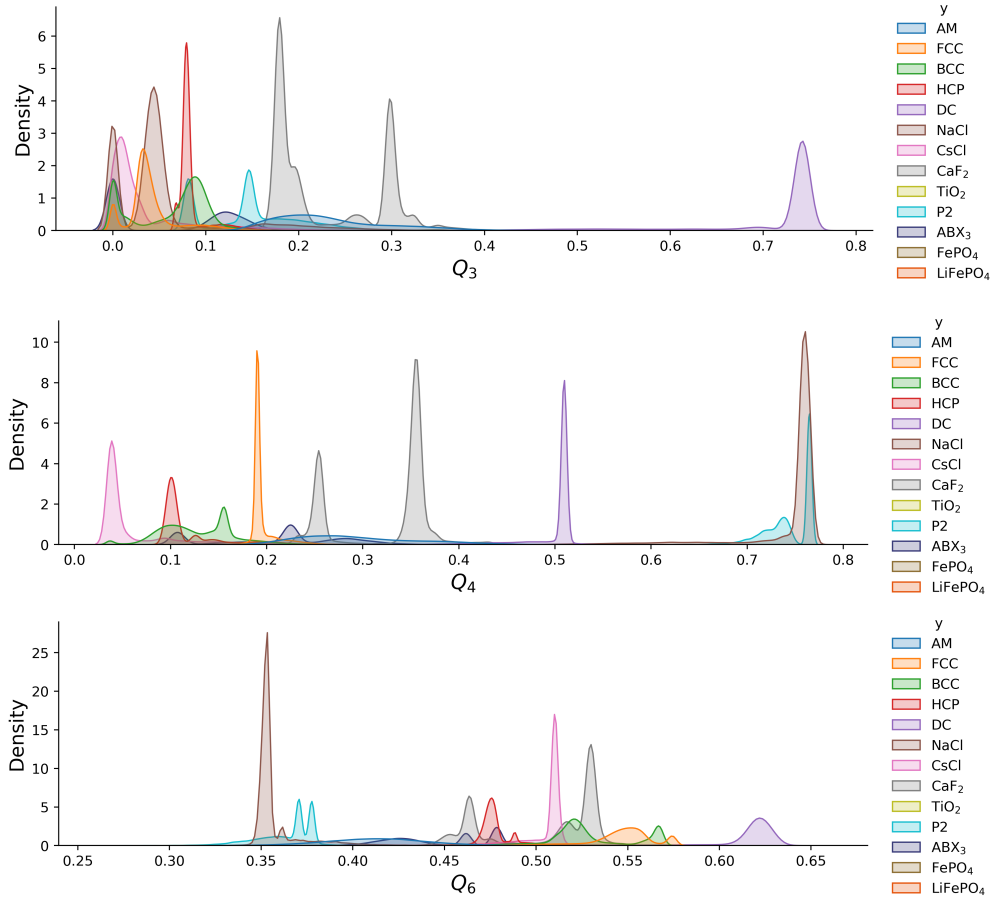 y
AM
FCC
BCC
HCP
DC
NaCl
CsCl
CaF₂
TiO₂
P2
ABX₃
FePO₄
LiFePO₄
Density
6
5
4
3
2
1
0
0.0 0.1 0.2 0.3 0.4 0.5 0.6 0.7 0.8
Q₃
y
AM
FCC
BCC
HCP
DC
NaCl
CsCl
CaF₂
TiO₂
P2
ABX₃
FePO₄
LiFePO₄
Density
10
8
6
4
2
0
0.0 0.1 0.2 0.3 0.4 0.5 0.6 0.7 0.8
Q₄
y
AM
FCC
BCC
HCP
DC
NaCl
CsCl
CaF₂
TiO₂
P2
ABX₃
FePO₄
LiFePO₄
Density
25
20
15
10
5
0
0.25 0.30 0.35 0.40 0.45 0.50 0.55 0.60 0.65
Q₆